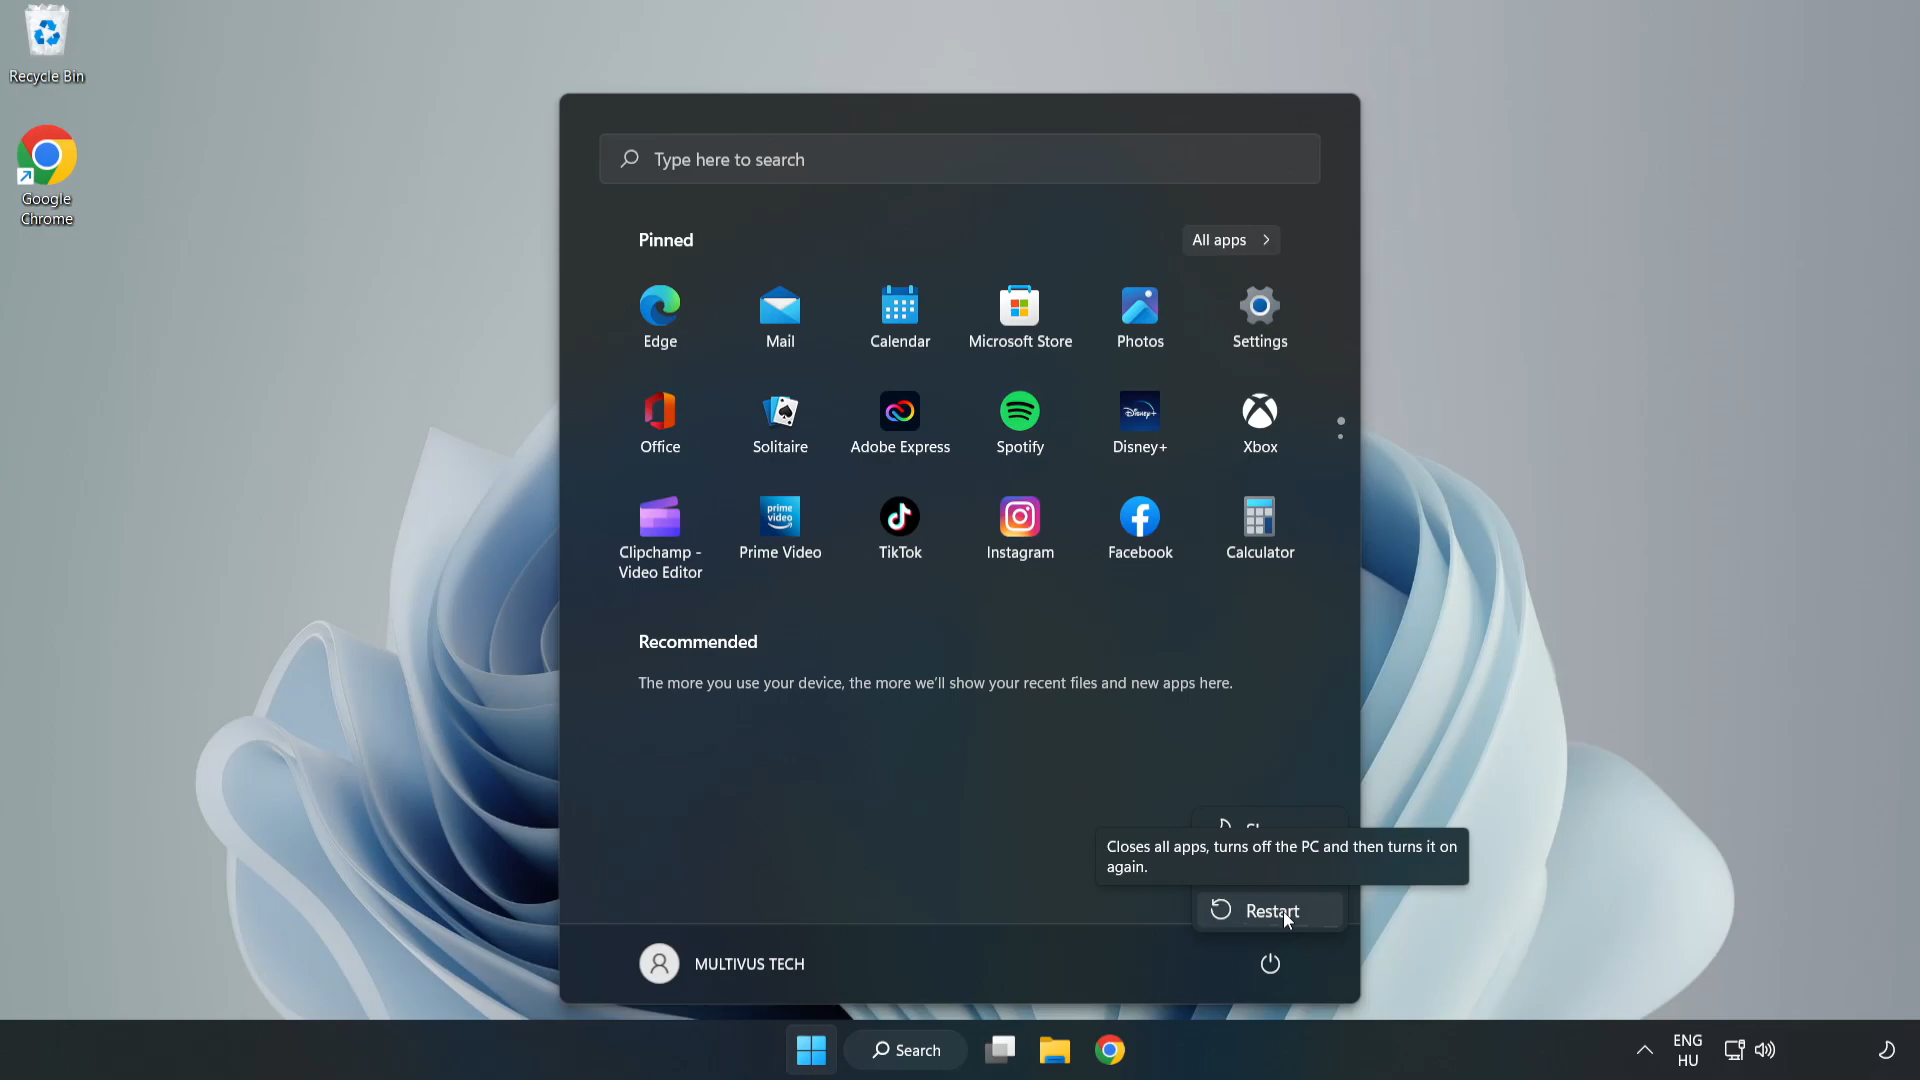 Recycle Bin
Google
Chrome
Type here to search
Pinned
All apps
Edge
Mail
Calendar
Microsoft Store
Photos
Settings
Office
Solitaire
Adobe Express
Disney+
Spotify
Disney+
Xbox
prime
video
Clipchamp -
Video Editor
Prime Video
TikTok
Instagram
Facebook
Calculator
Recommended
The more you use your device, the more we'll show your recent files and new apps here.
Closes all apps, turns off the PC and then turns it on
again.
Restart
MULTIVUS TECH
Search
ENG
HU